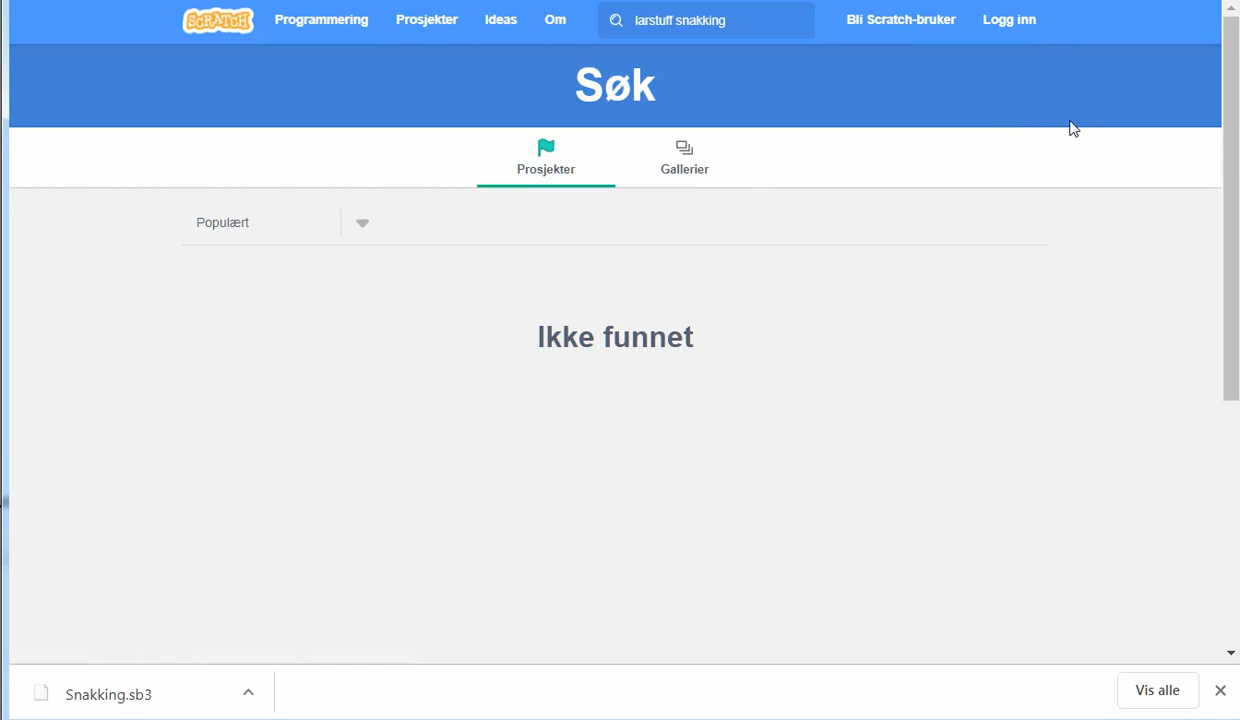 SCRATCH Programmering Prosjekter Ideas Om larstuff snakking Bli Scratch-bruker Logg inn
Søk
Prosjekter Gallerier
Populært
Ikke funnet
Snakking.sb3 Vis alle